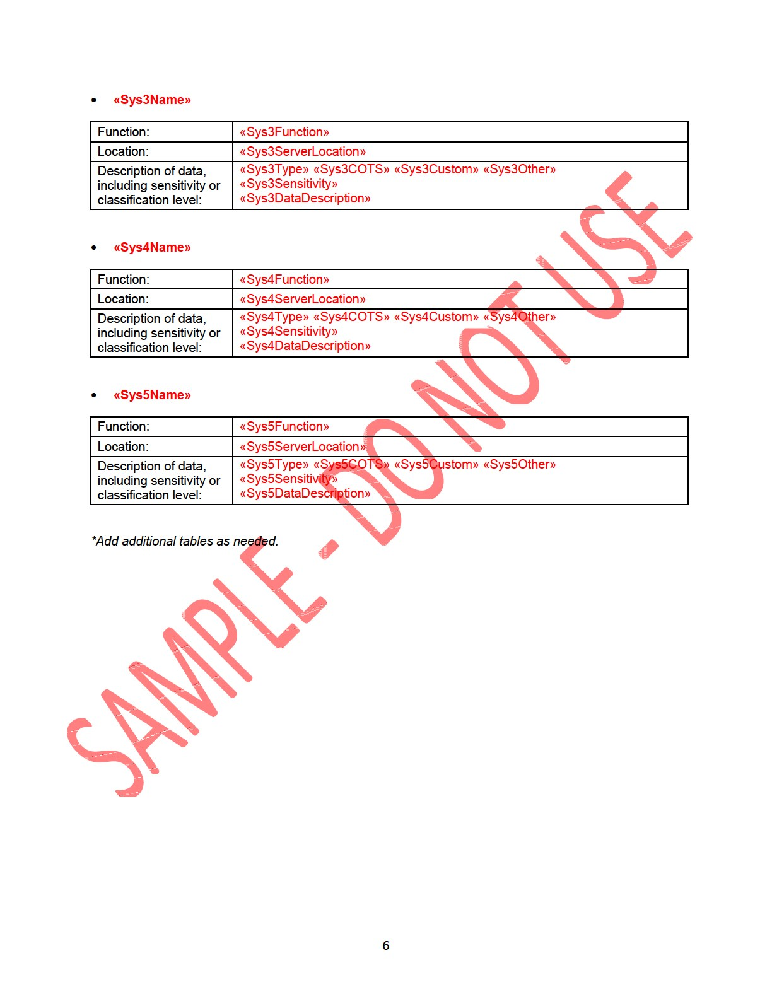 • «Sys3Name»
Function: «Sys3Function»
Location: «Sys3ServerLocation»
Description of data, «Sys3Type» «Sys3COTS» «Sys3Custom» «Sys3Other»
including sensitivity or «Sys3Sensitivity»
classification level: «Sys3DataDescription»
• «Sys4Name»
Function: «Sys4Function»
Location: «Sys4ServerLocation»
Description of data, «Sys4Type» «Sys4COTS» «Sys4Custom» «Sys4Other»
including sensitivity or «Sys4Sensitivity»
classification level: «Sys4DataDescription»
• «Sys5Name»
Function: «Sys5Function»
Location: «Sys5ServerLocation»
Description of data, «Sys5Type» «Sys5COTS» «Sys5Custom» «Sys5Other»
including sensitivity or «Sys5Sensitivity»
classification level: «Sys5DataDescription»
*Add additional tables as needed.
SAMPLE - DO NOT USE
6